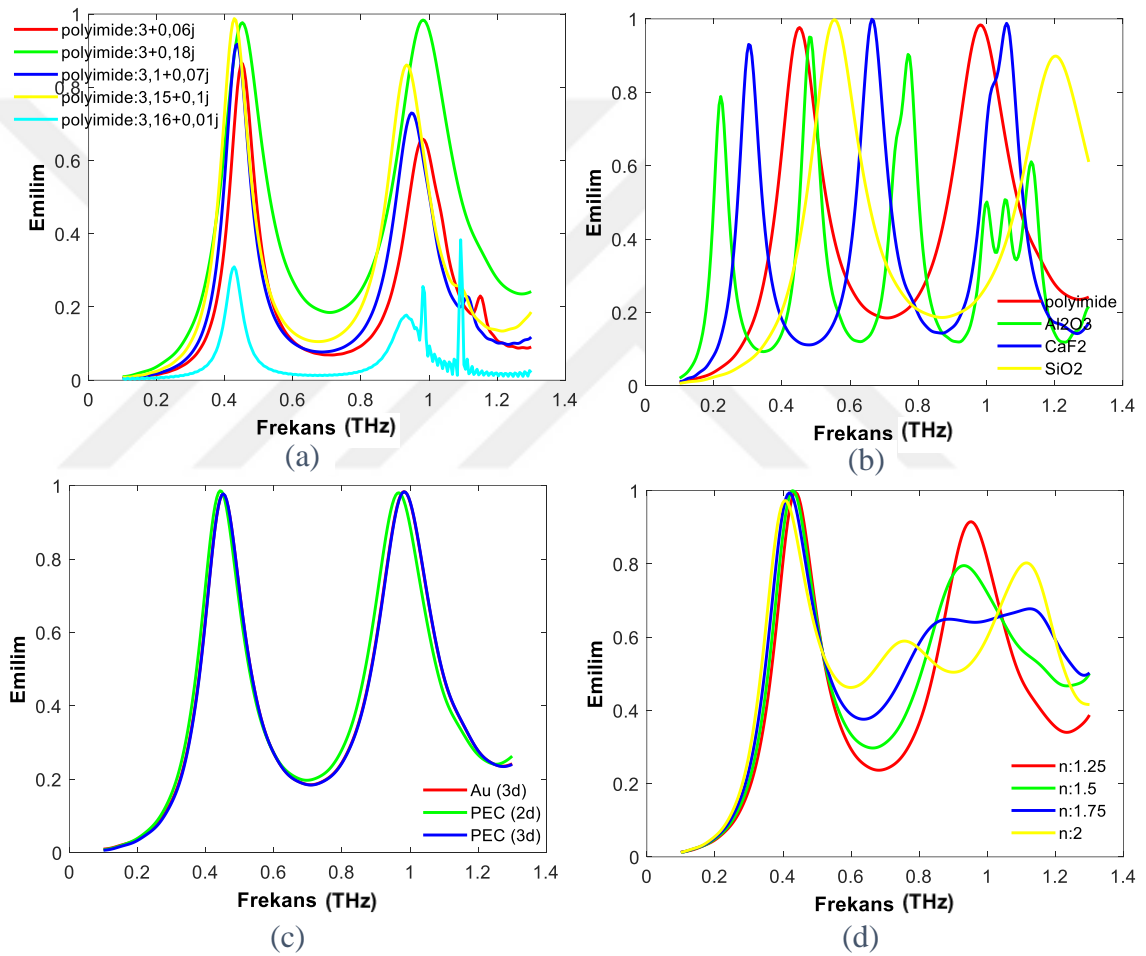 polyimide:3+0,06j
polyimide:3+0,18j
polyimide:3,1+0,07j
polyimide:3,15+0,1j
polyimide:3,16+0,01j
1
0.8
0.6
0.4
0.2
0
Emilim
0 0.2 0.4 0.6 0.8 1 1.2 1.4
Frekans (THz)
(a)
1
0.8
0.6
0.4
0.2
0
Emilim
polyimide
Al2O3
CaF2
SiO2
0 0.2 0.4 0.6 0.8 1 1.2 1.4
Frekans (THz)
(b)
1
0.8
0.6
0.4
0.2
0
Emilim
Au (3d)
PEC (2d)
PEC (3d)
0 0.2 0.4 0.6 0.8 1 1.2 1.4
Frekans (THz)
(c)
1
0.8
0.6
0.4
0.2
0
Emilim
n:1.25
n:1.5
n:1.75
n:2
0 0.2 0.4 0.6 0.8 1 1.2 1.4
Frekans (THz)
(d)